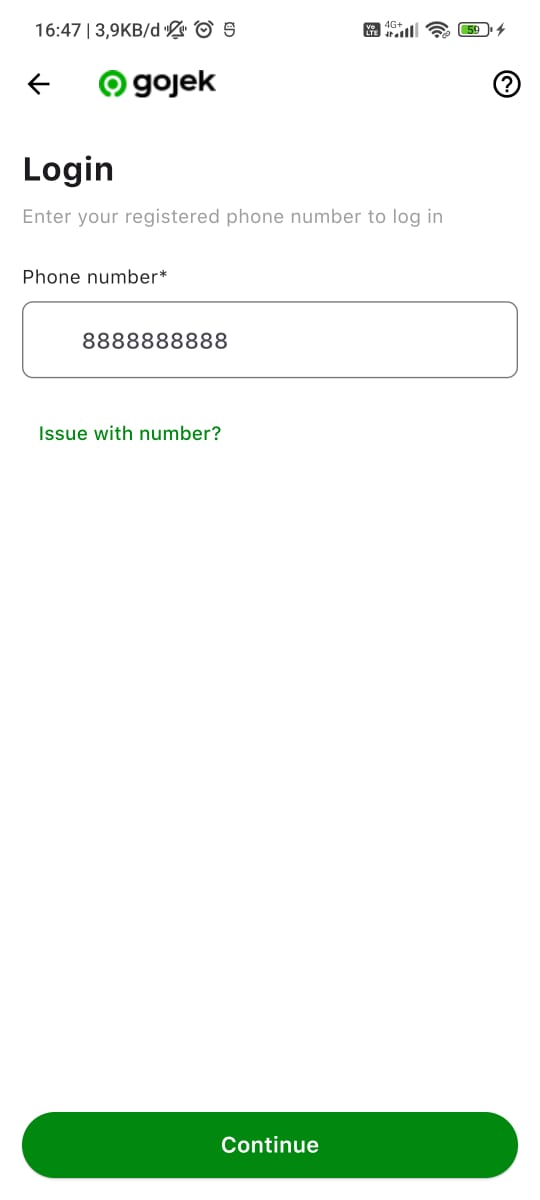 16:47 | 3,9KB/d
Vo LTE 4G+ 59
gojek
Login
Enter your registered phone number to log in
Phone number*
8888888888
Issue with number?
Continue